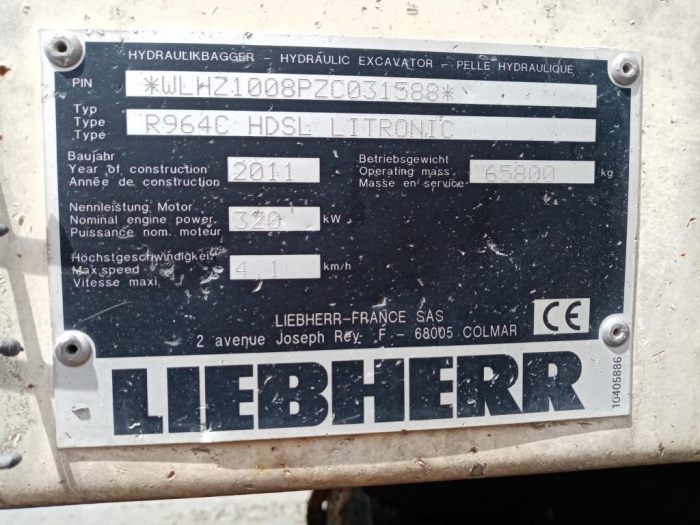 HYDRAULIKBAGGER - HYDRAULIC EXCAVATOR - PELLE HYDRAULIQUE
PIN *WLHZ1008PZC031588*
Typ
Type R964C HDSL LITRONIC
Type
Baujahr
Year of construction 2011
Année de construction
Betriebsgewicht
Operating mass 65800 kg
Masse en service
Nennleistung Motor
Nominal engine power 320 kW
Puissance nom. moteur
Höchstgeschwindigkeit
Max speed 4,1 km/h
Vitesse maxi
LIEBHERR-FRANCE SAS
2 avenue Joseph Rey F - 68005 COLMAR
CE
LIEBHERR
10405886